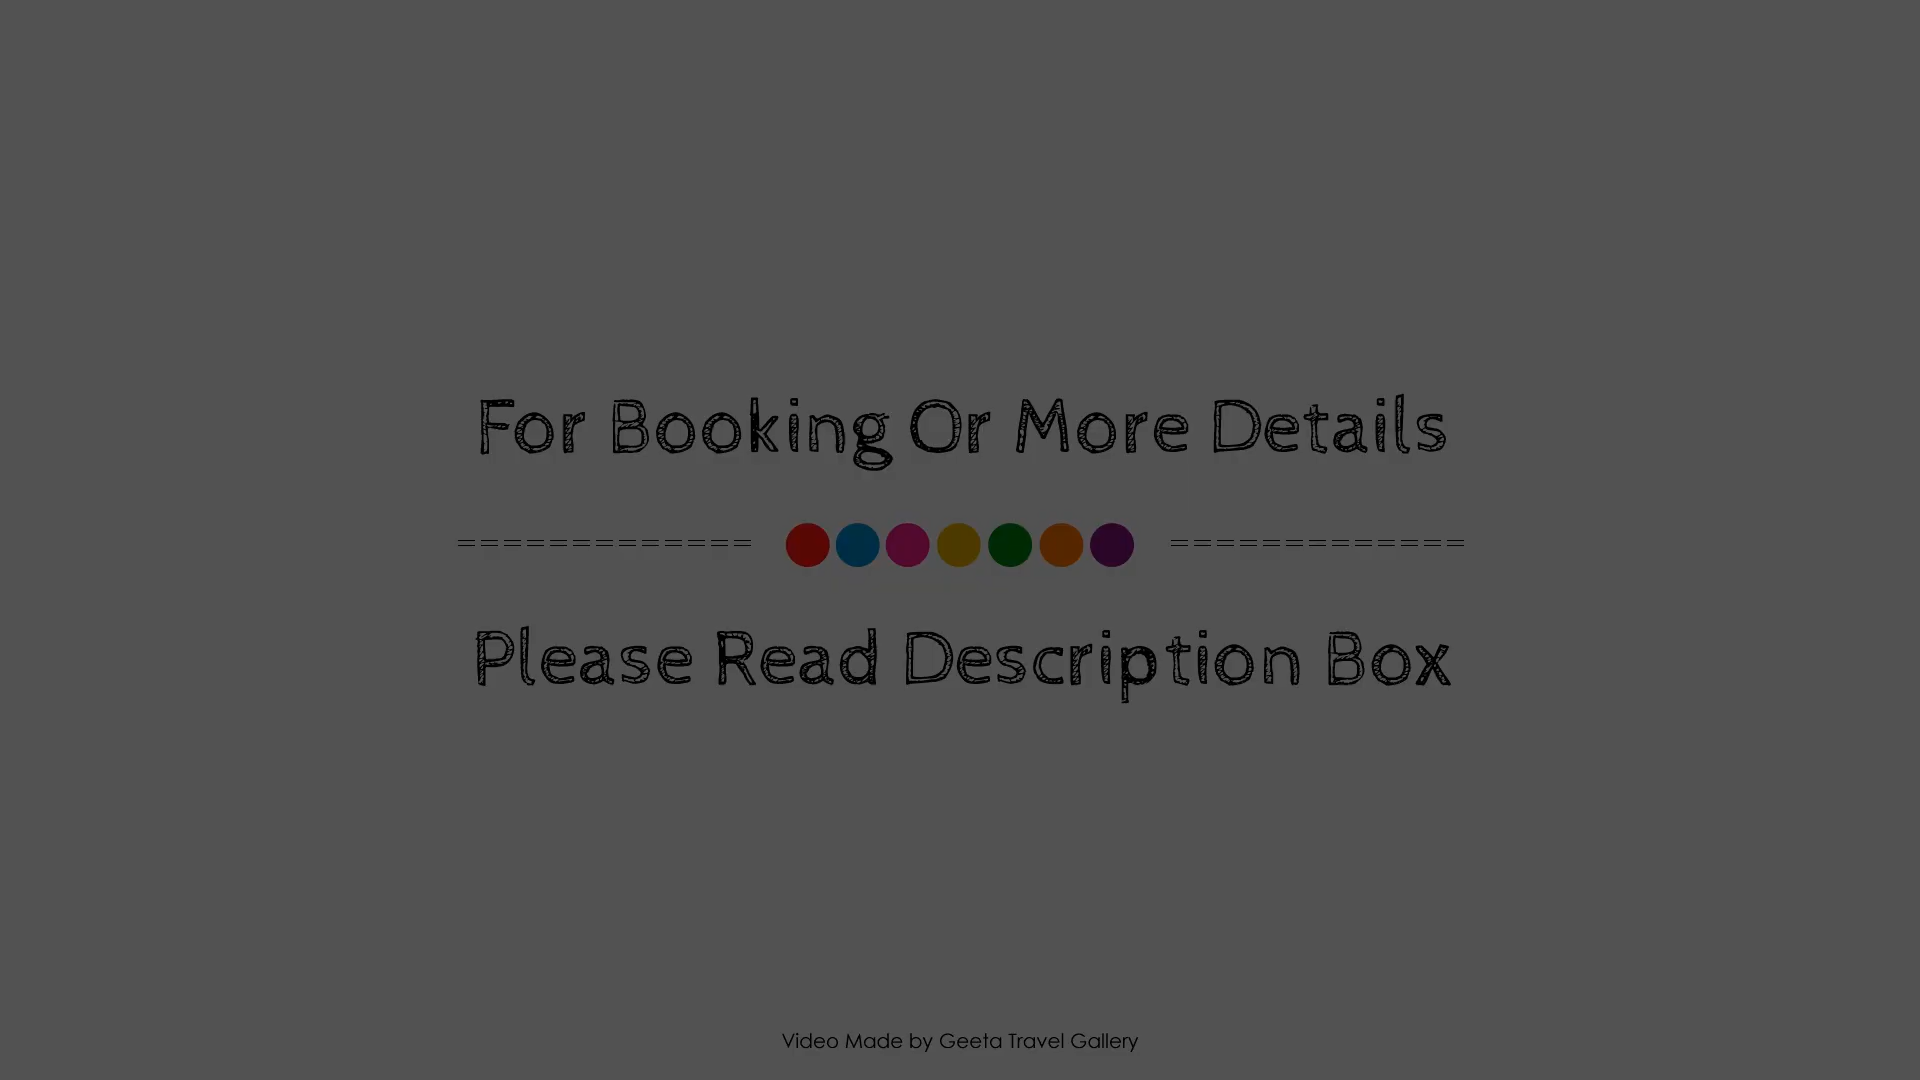 For Booking Or More Details
============= =============
Please Read Description Box
Video Made by Geeta Travel Gallery